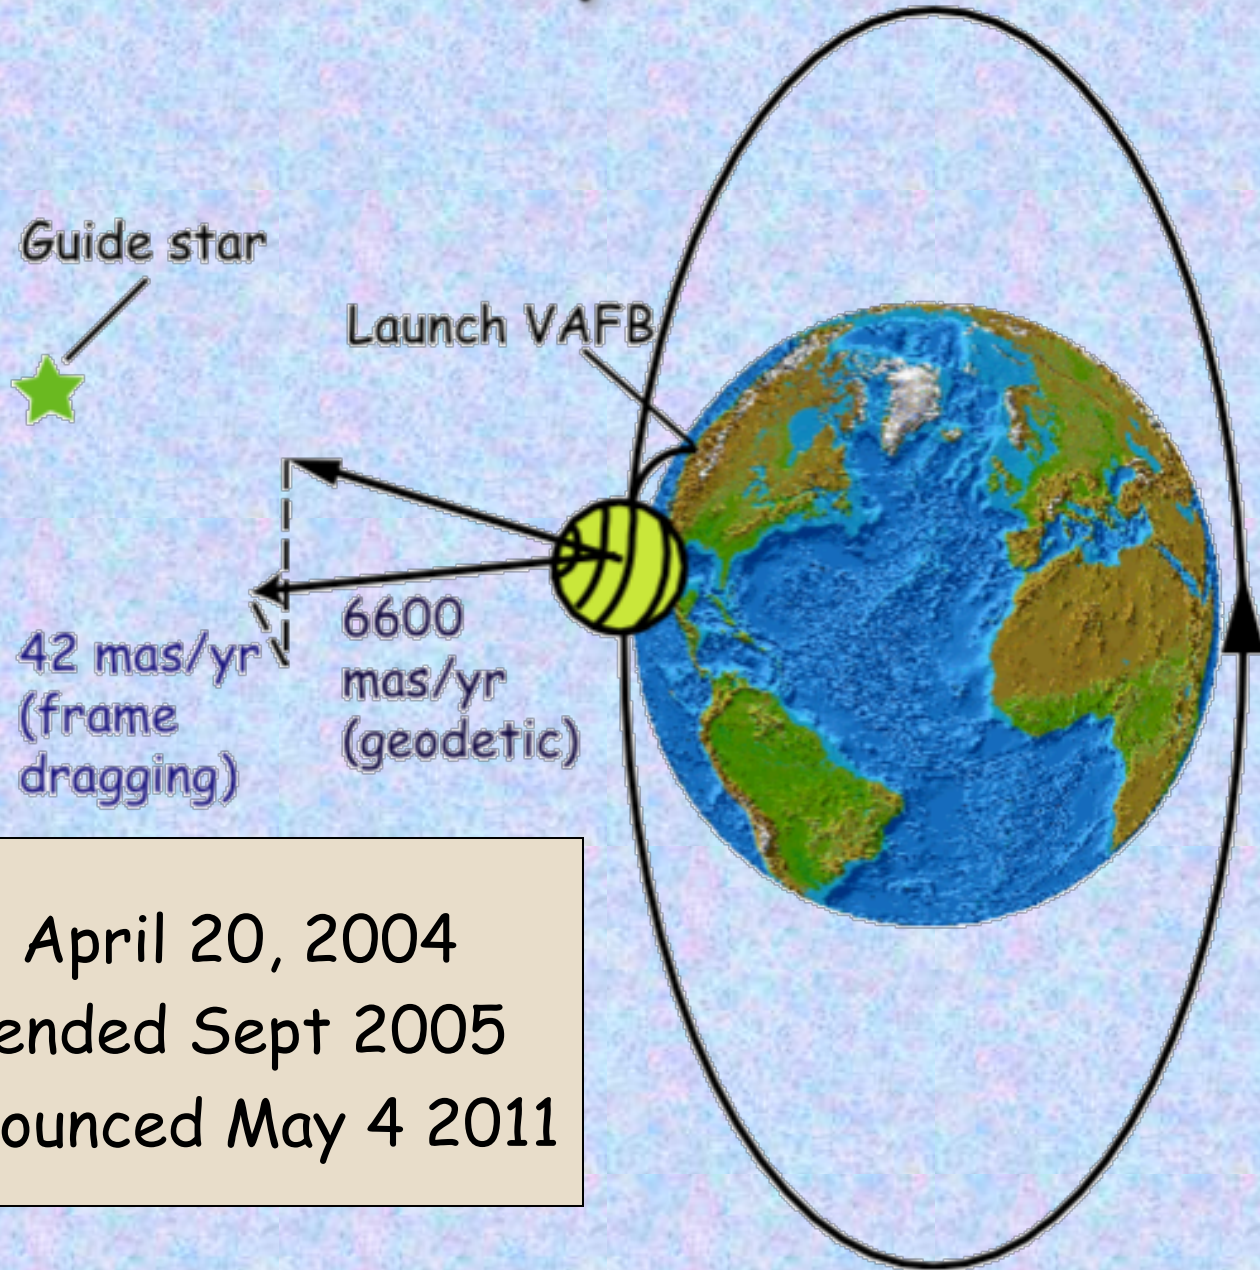 Guide star
Launch VAFB
6600
mas/yr
(geodetic)
42 mas/yr
(frame
dragging)
April 20, 2004
ended Sept 2005
ounced May 4 2011